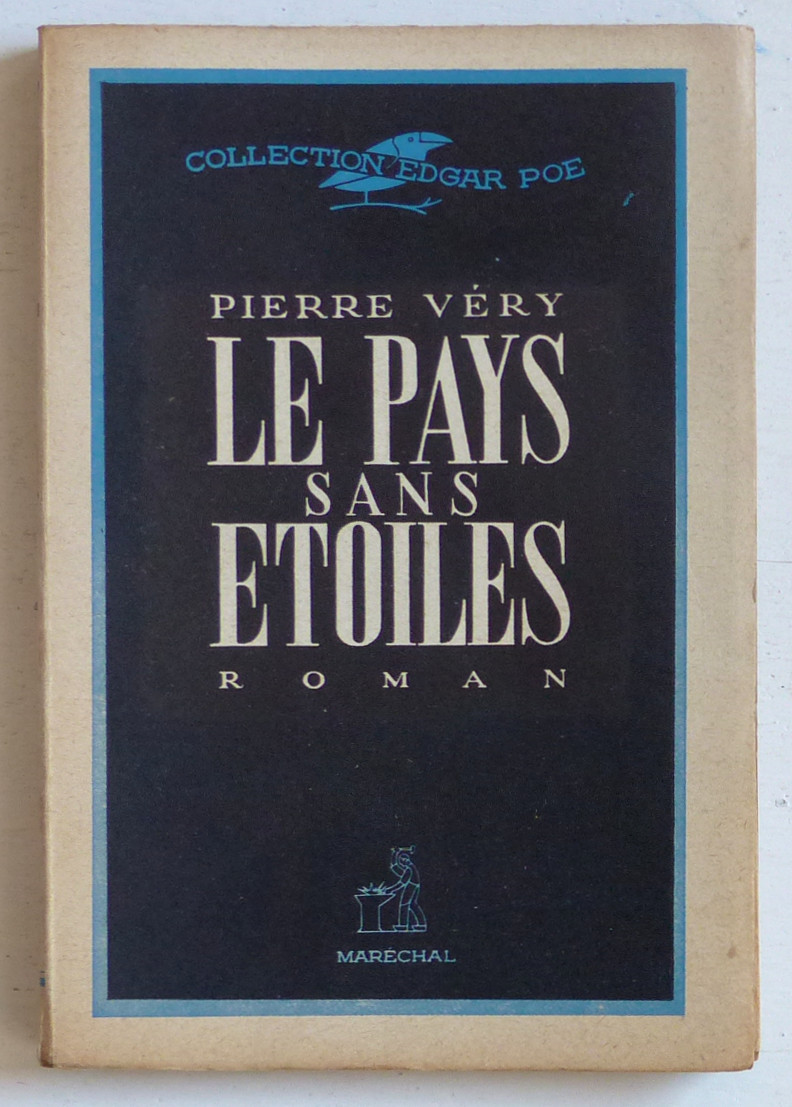 COLLECTION EDGAR POE
PIERRE VÉRY
LE PAYS
SANS
ETOILES
ROMAN
MARÉCHAL